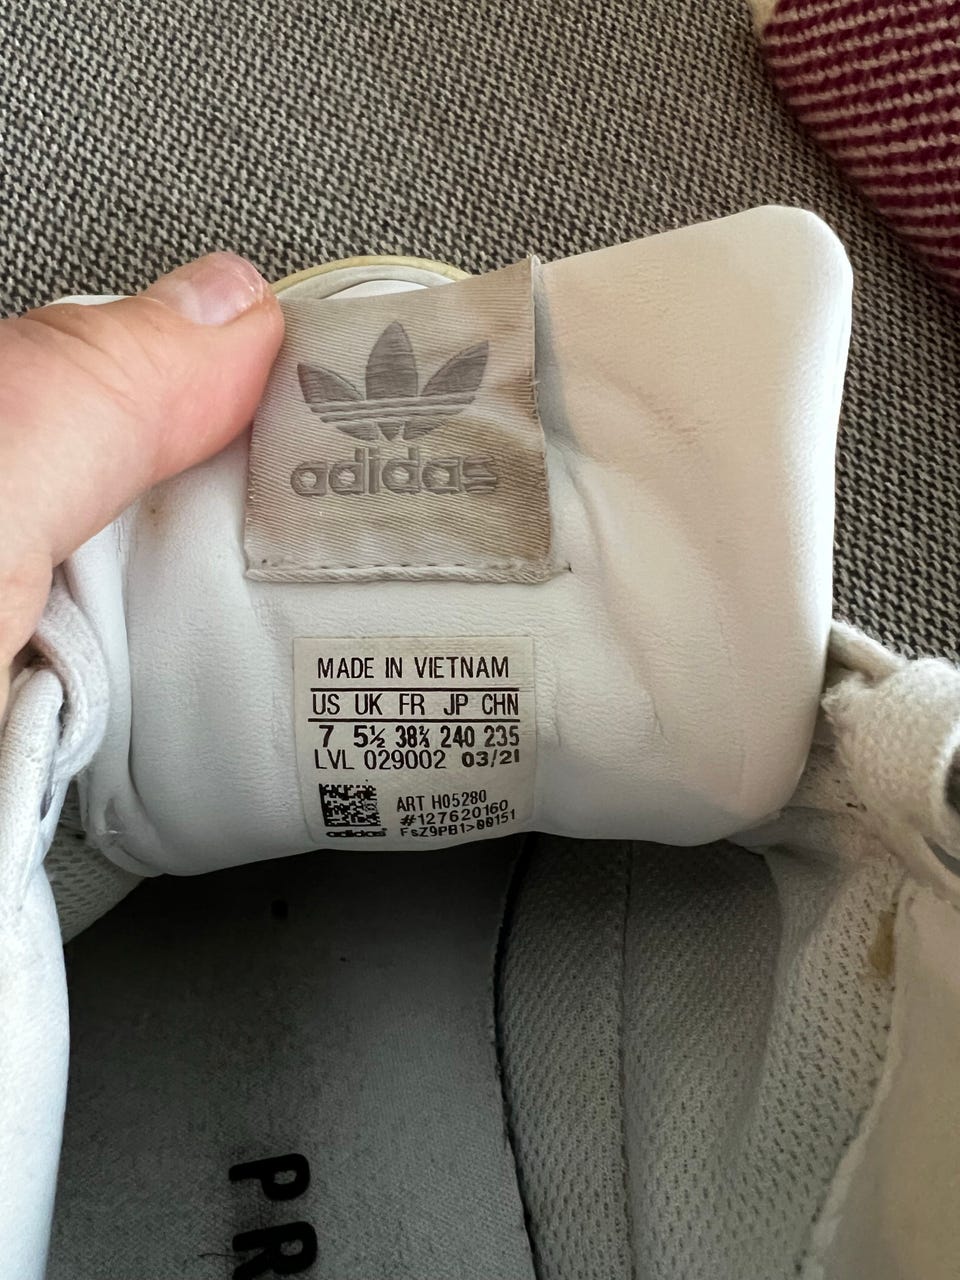 adidas
MADE IN VIETNAM
US UK FR JP CHN
7 5½ 38⅔ 240 235
LVL 029002 03/21
ART H05280
#127620160
adidas FsZ9PB1>00151
PR